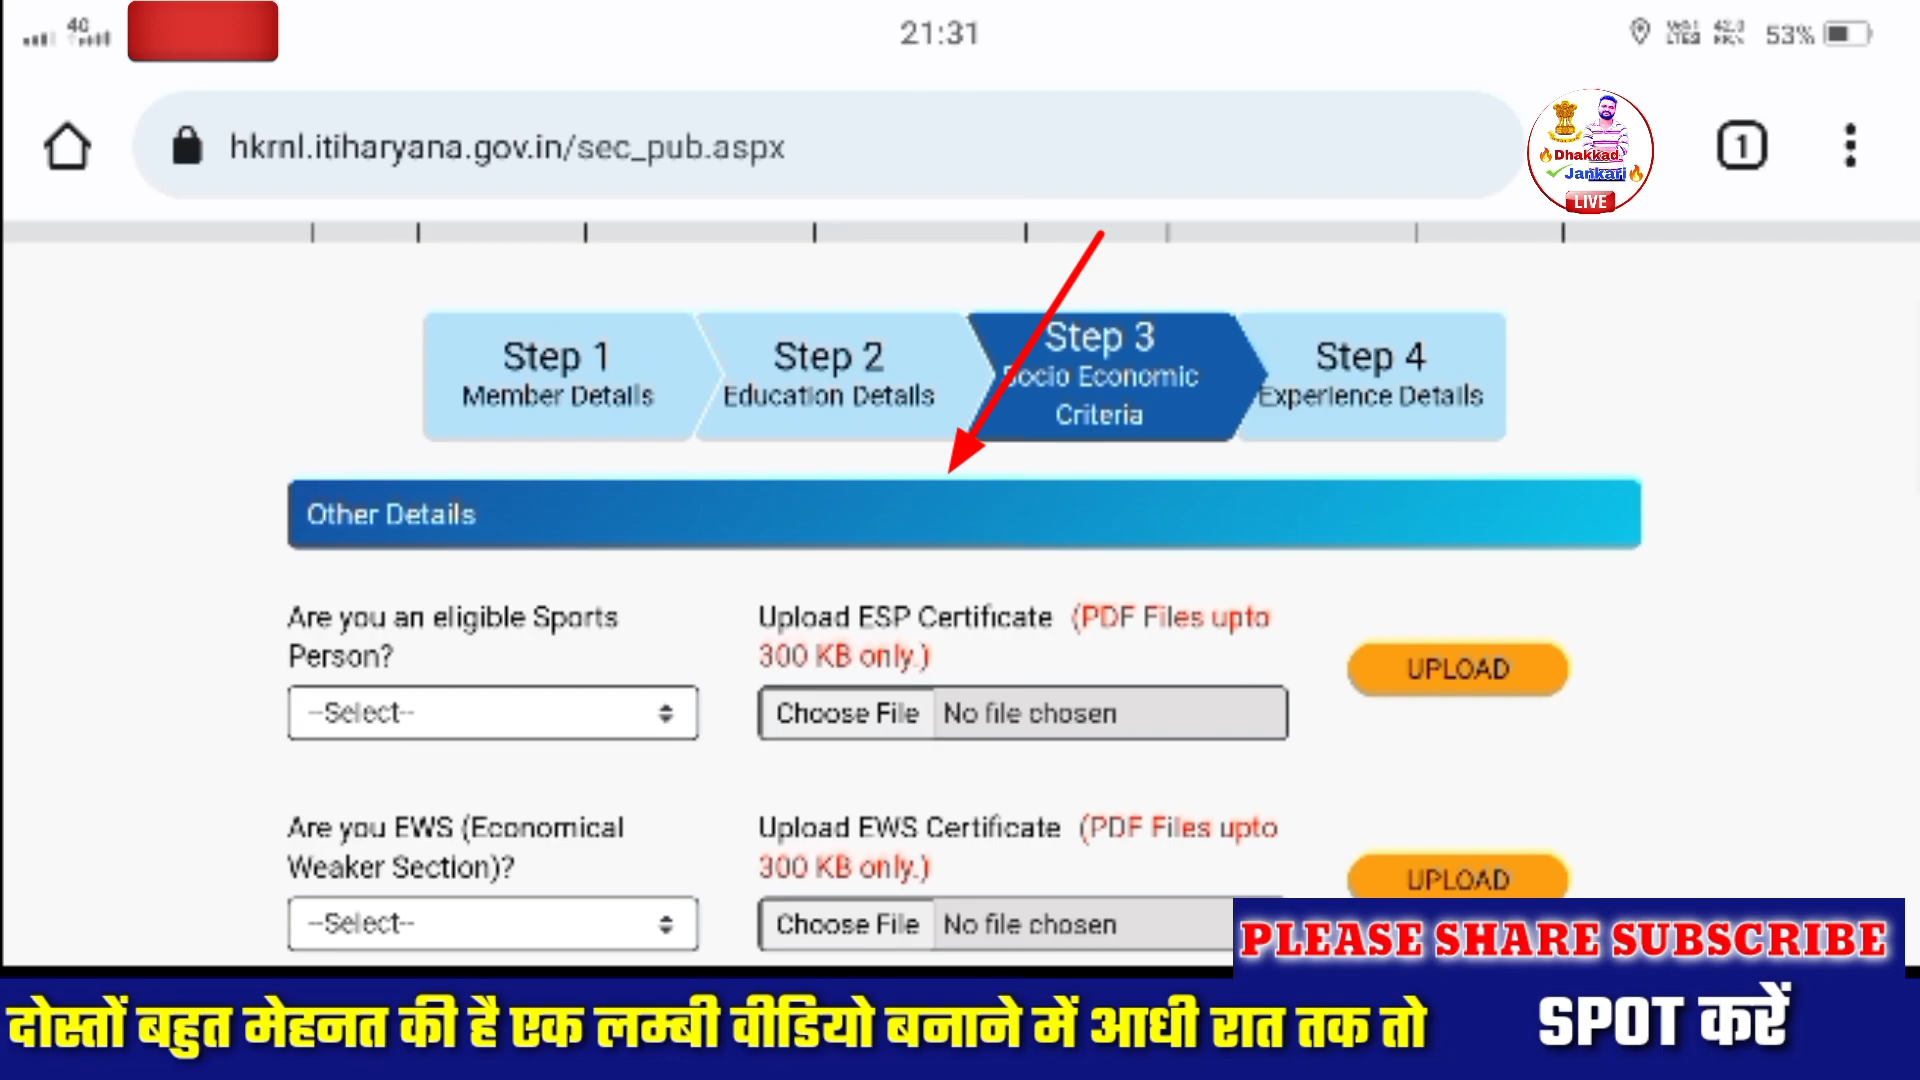 4G
21:31
53%
hkrnl.itiharyana.gov.in/sec_pub.aspx
1
Dhakkad
Jankari
LIVE
Step 1
Member Details
Step 2
Education Details
Step 3
Socio Economic
Criteria
Step 4
Experience Details
Other Details
Are you an eligible Sports
Person?
Upload ESP Certificate (PDF Files upto
300 KB only.)
UPLOAD
--Select--
Choose File No file chosen
Are you EWS (Economical
Weaker Section)?
Upload EWS Certificate (PDF Files upto
300 KB only.)
UPLOAD
--Select--
Choose File No file chosen
PLEASE SHARE SUBSCRIBE
दोस्तों बहुत मेहनत की है एक लम्बी वीडियो बनाने में आधी रात तक तो
SPOT करें